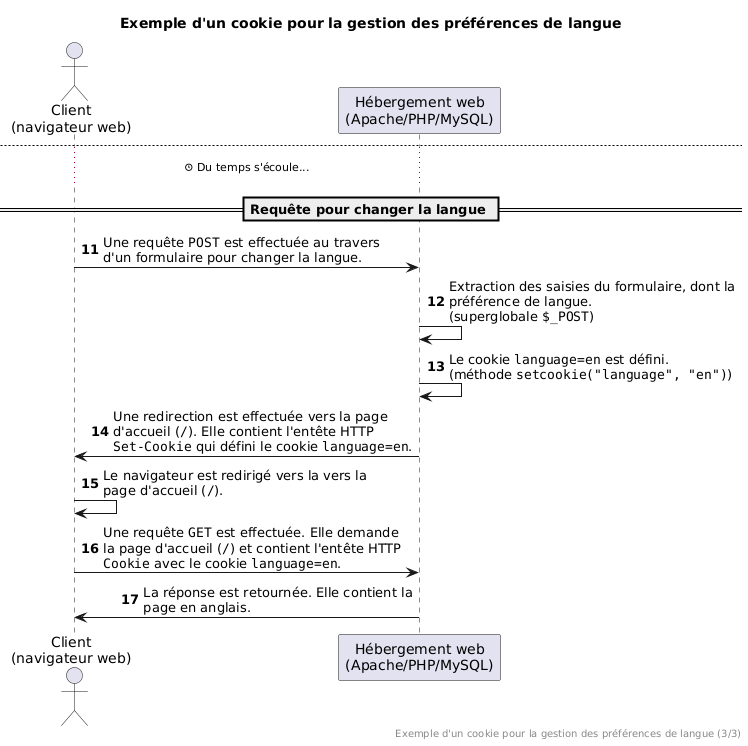 Exemple d'un cookie pour la gestion des préférences de langue
Client
(navigateur web)
Hébergement web
(Apache/PHP/MySQL)
Du temps s'écoule...
Requête pour changer la langue
11 Une requête POST est effectuée au travers
d'un formulaire pour changer la langue.
Extraction des saisies du formulaire, dont la
12 préférence de langue.
(superglobale $_POST)
13 Le cookie language=en est défini.
(méthode setcookie("language", "en"))
Une redirection est effectuée vers la page
14 d'accueil (/). Elle contient l'entête HTTP
Set-Cookie qui défini le cookie language=en.
15 Le navigateur est redirigé vers la vers la
page d'accueil (/).
Une requête GET est effectuée. Elle demande
16 la page d'accueil (/) et contient l'entête HTTP
Cookie avec le cookie language=en.
17 La réponse est retournée. Elle contient la
page en anglais.
Client
(navigateur web)
Hébergement web
(Apache/PHP/MySQL)
Exemple d'un cookie pour la gestion des préférences de langue (3/3)